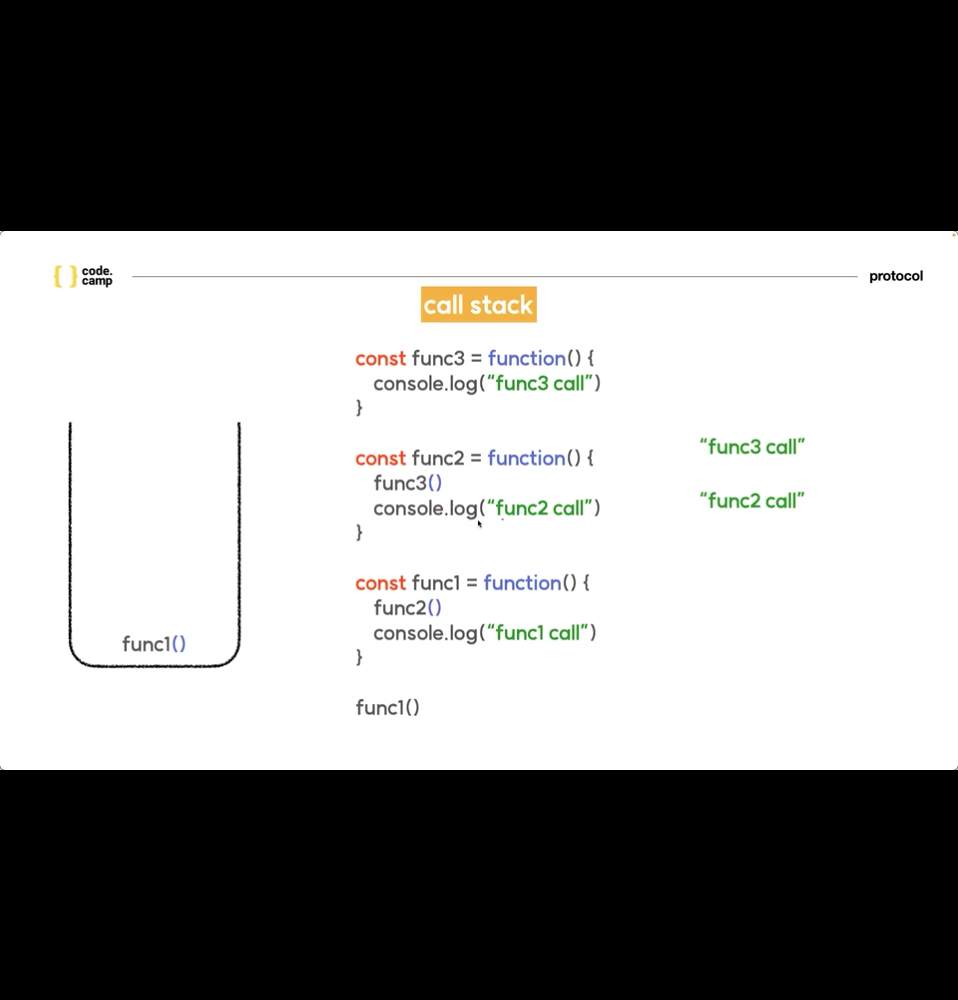 { } code.
camp
protocol
call stack
const func3 = function() {
console.log(“func3 call”)
}
const func2 = function() {
func3()
console.log(“func2 call”)
}
const func1 = function() {
func2()
console.log(“func1 call”)
}
func1()
func1()
“func3 call”
“func2 call”